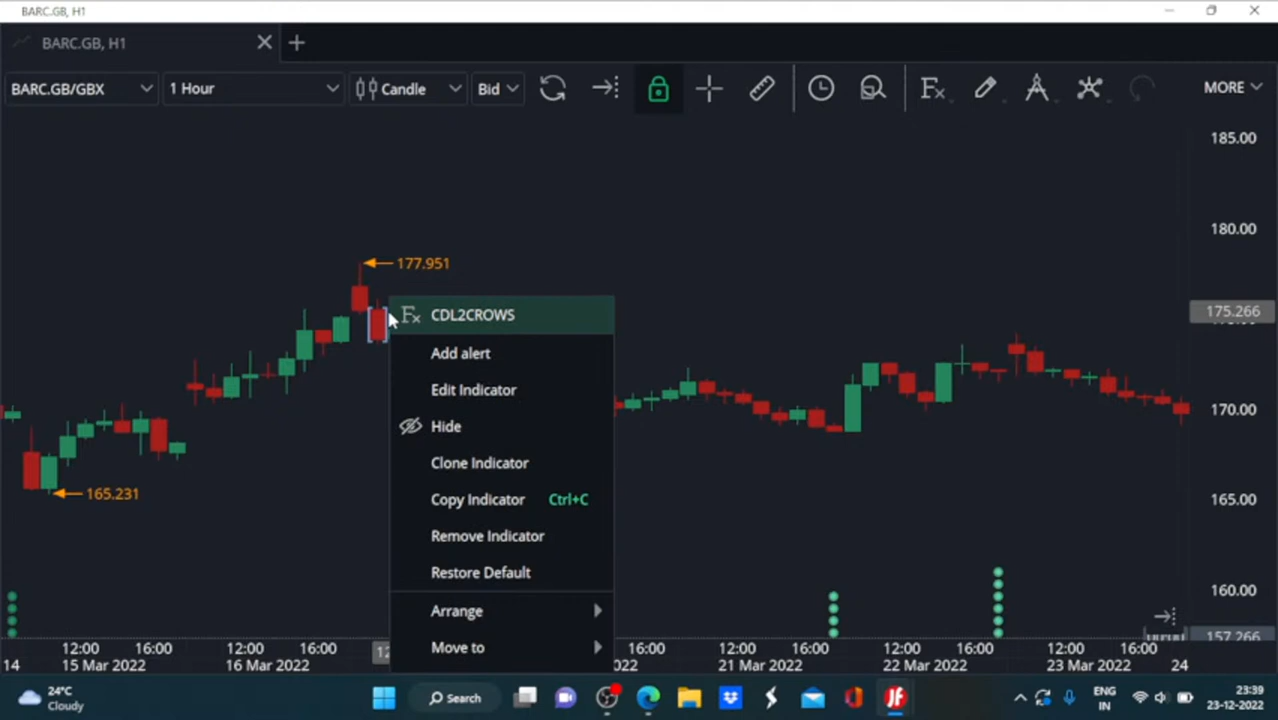 BARC.GB, H1
BARC.GB, H1
BARC.GB/GBX
1 Hour
Candle
Bid
Fx
MORE
185.00
180.00
177.951
175.266
Fx CDL2CROWS
Add alert
Edit Indicator
Hide
Clone Indicator
Copy Indicator Ctrl+C
Remove Indicator
Restore Default
Arrange
Move to
170.00
165.231
165.00
160.00
157.266
12:00 16:00 12:00 16:00 16:00 12:00 16:00 12:00 16:00 12:00 16:00
14 15 Mar 2022 16 Mar 2022 2022 21 Mar 2022 22 Mar 2022 23 Mar 2022 24
24°C
Cloudy
Search
JF
ENG
IN
23:39
23-12-2022